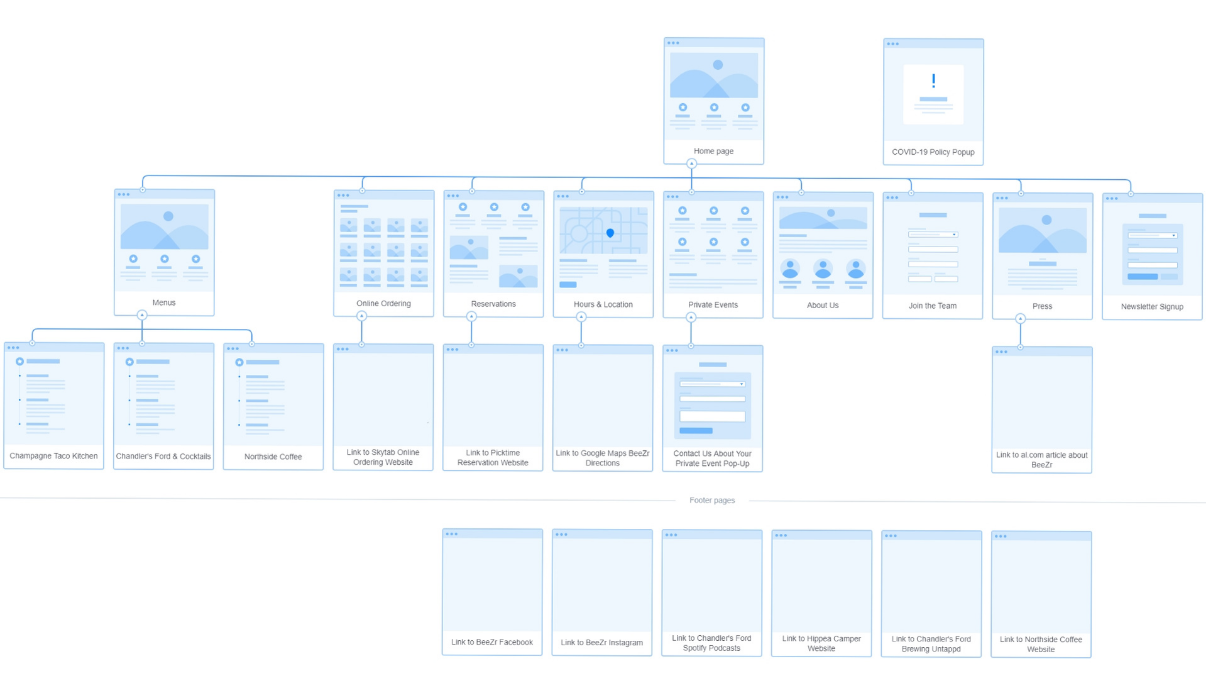 Home page
COVID-19 Policy Popup
Menus
Online Ordering
Reservations
Hours & Location
Private Events
About Us
Join the Team
Press
Newsletter Signup
Champagne Taco Kitchen
Chandler's Ford & Cocktails
Northside Coffee
Link to Skytab Online
Ordering Website
Link to Picktime
Reservation Website
Link to Google Maps BeeZr
Directions
Contact Us About Your
Private Event Pop-Up
Link to al.com article about
BeeZr
Footer pages
Link to BeeZr Facebook
Link to BeeZr Instagram
Link to Chandler's Ford
Spotify Podcasts
Link to Hippea Camper
Website
Link to Chandler's Ford
Brewing Untappd
Link to Northside Coffee
Website